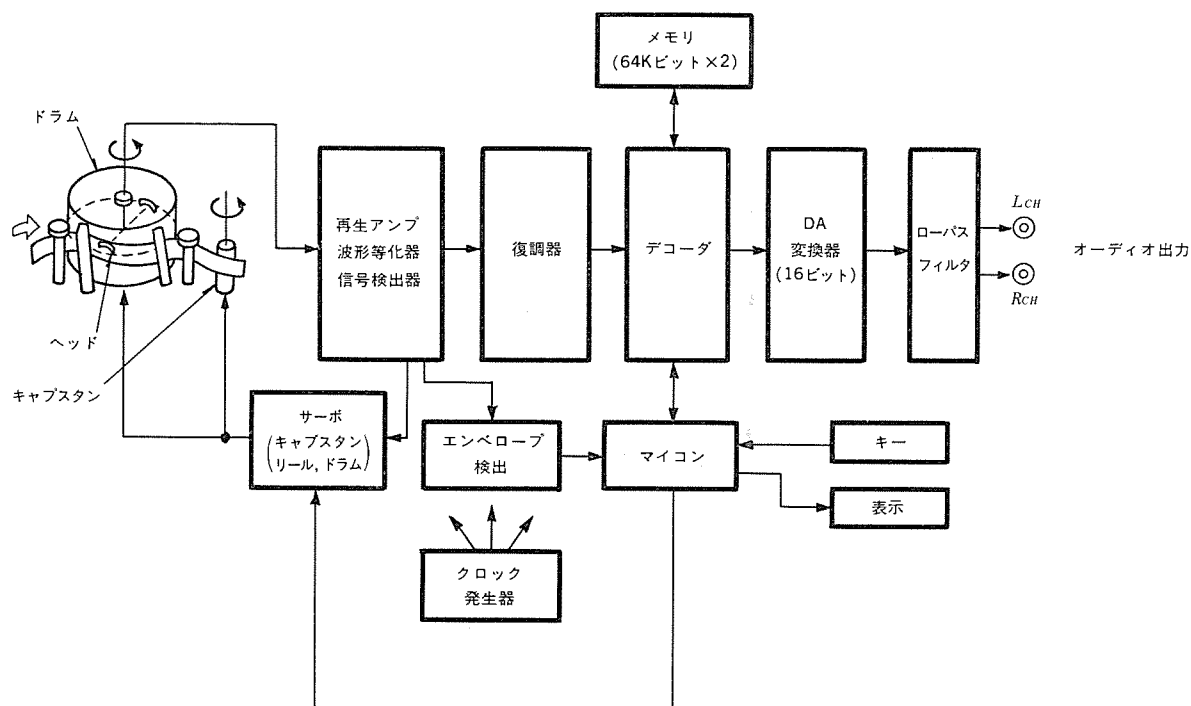 メモリ
(64Kビット×2)
ドラム
再生アンプ
波形等化器
信号検出器
復調器
デコーダ
DA
変換器
(16ビット)
ローパス
フィルタ
LCH
RCH
オーディオ出力
ヘッド
キャプスタン
サーボ
(キャプスタン
リール,ドラム)
エンベロープ
検出
マイコン
キー
表示
クロック
発生器